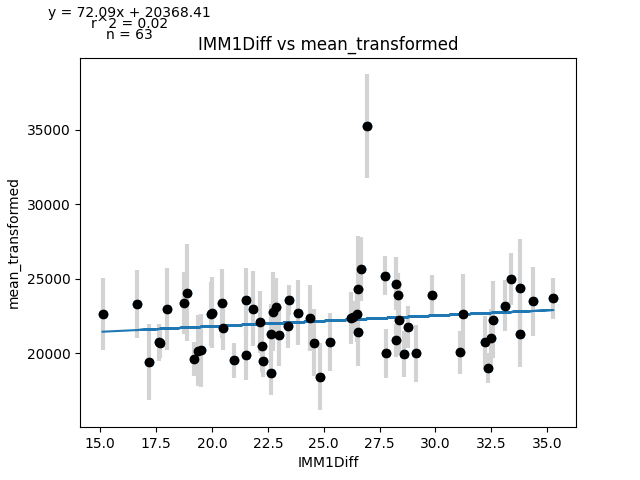 y = 72.09x + 20368.41
r^2 = 0.02
n = 63
IMM1Diff vs mean_transformed
mean_transformed
35000
30000
25000
20000
15.0 17.5 20.0 22.5 25.0 27.5 30.0 32.5 35.0
IMM1Diff